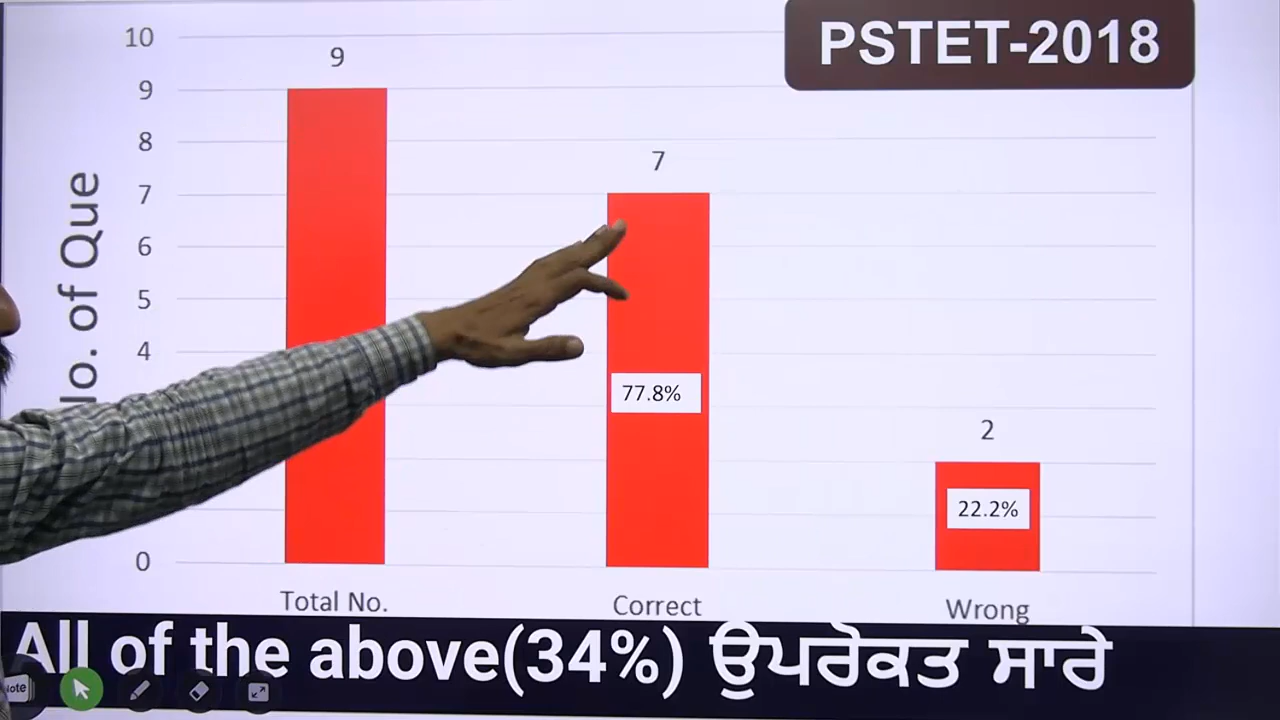 PSTET-2018
No. of Que
10
9
8
7
6
5
4
0
9
7
2
77.8%
22.2%
Total No.
Correct
Wrong
All of the above(34%) ਉਪਰੋਕਤ ਸਾਰੇ
Note